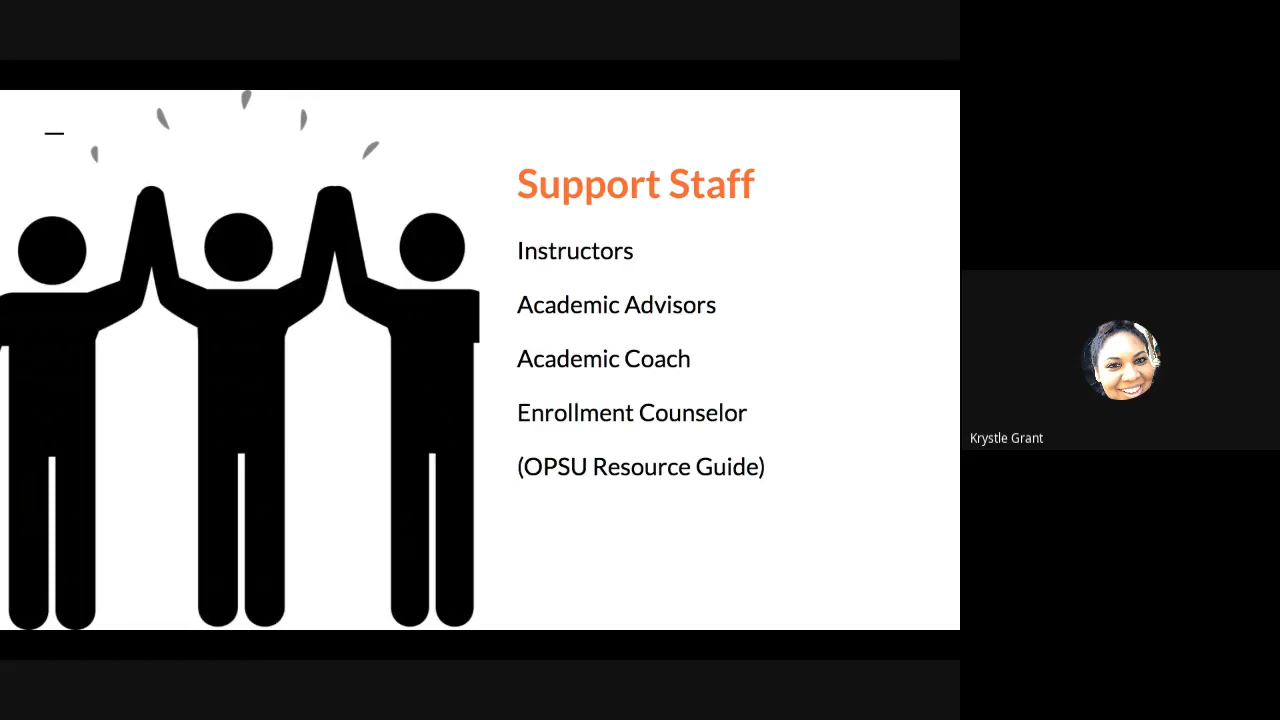 Support Staff
Instructors
Academic Advisors
Academic Coach
Enrollment Counselor
(OPSU Resource Guide)
Krystle Grant